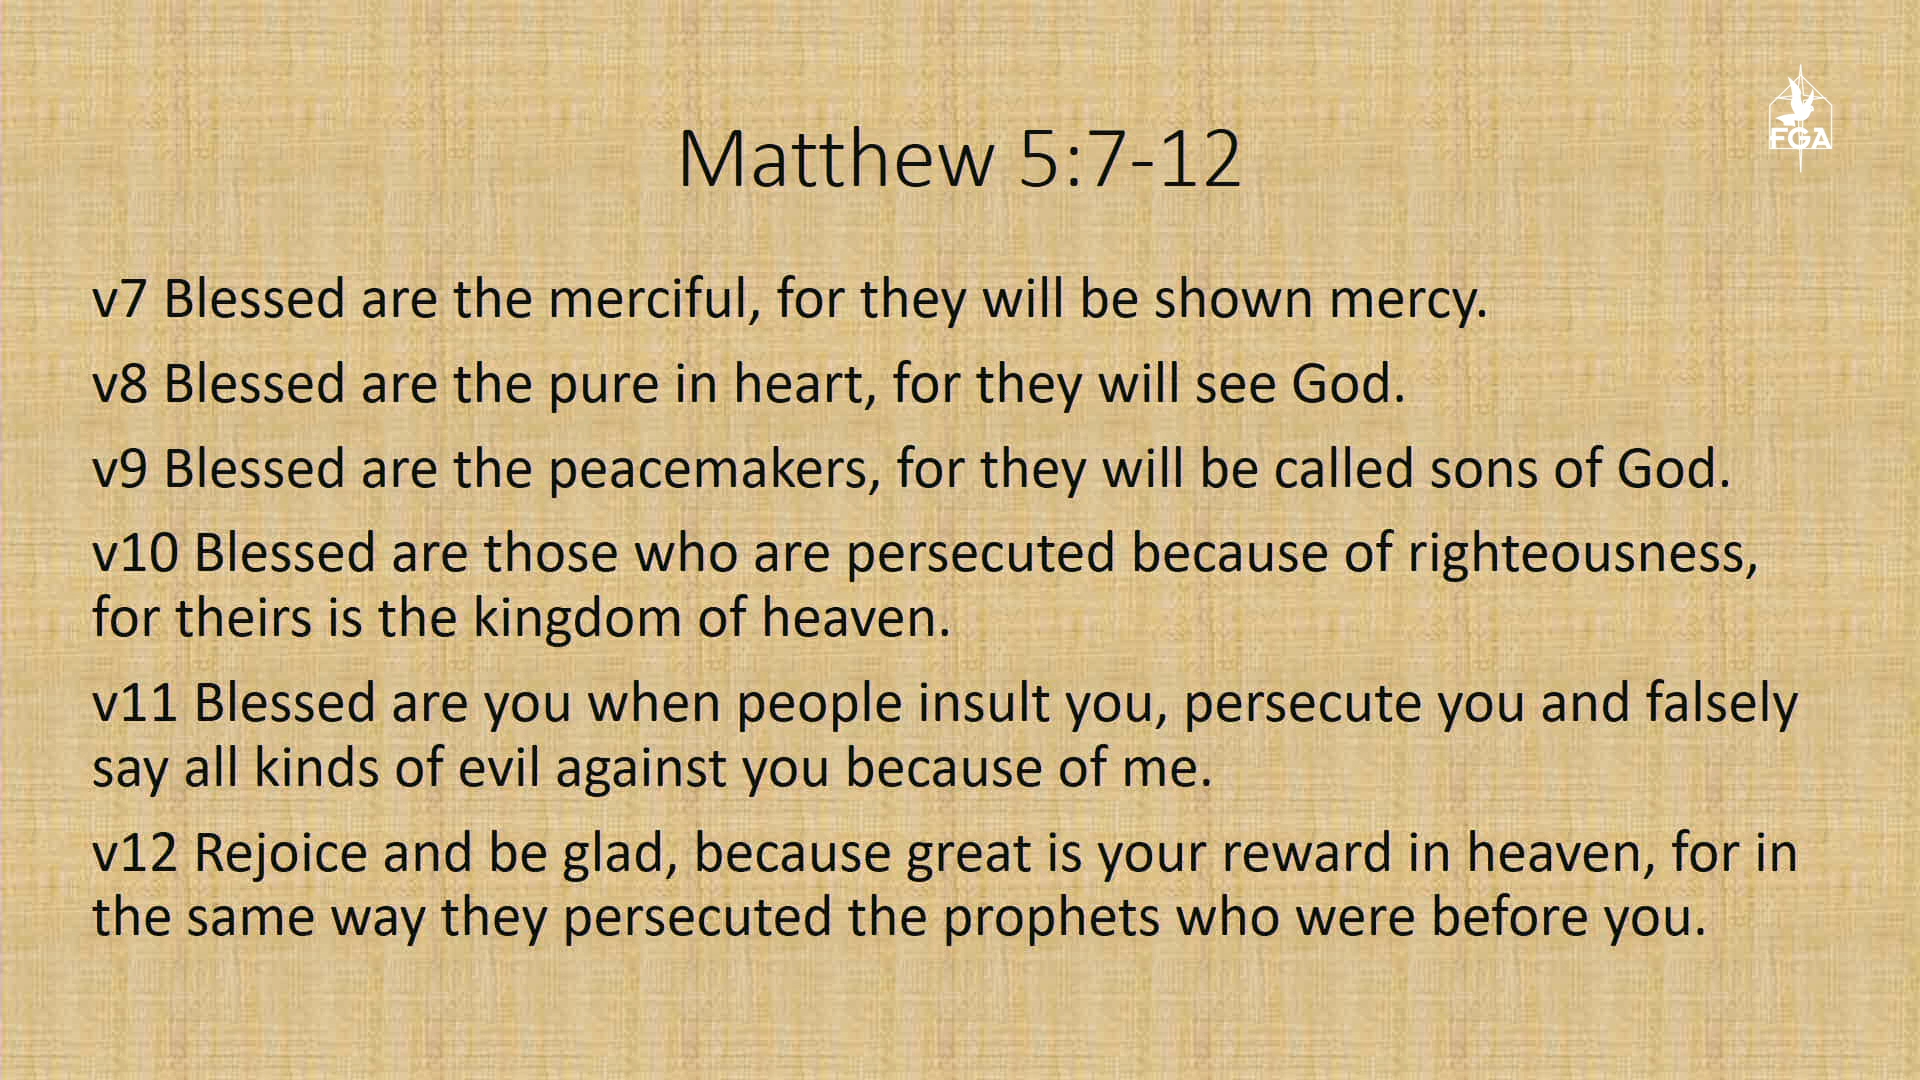 FGA
Matthew 5:7-12
v7 Blessed are the merciful, for they will be shown mercy.
v8 Blessed are the pure in heart, for they will see God.
v9 Blessed are the peacemakers, for they will be called sons of God.
v10 Blessed are those who are persecuted because of righteousness,
for theirs is the kingdom of heaven.
v11 Blessed are you when people insult you, persecute you and falsely
say all kinds of evil against you because of me.
v12 Rejoice and be glad, because great is your reward in heaven, for in
the same way they persecuted the prophets who were before you.